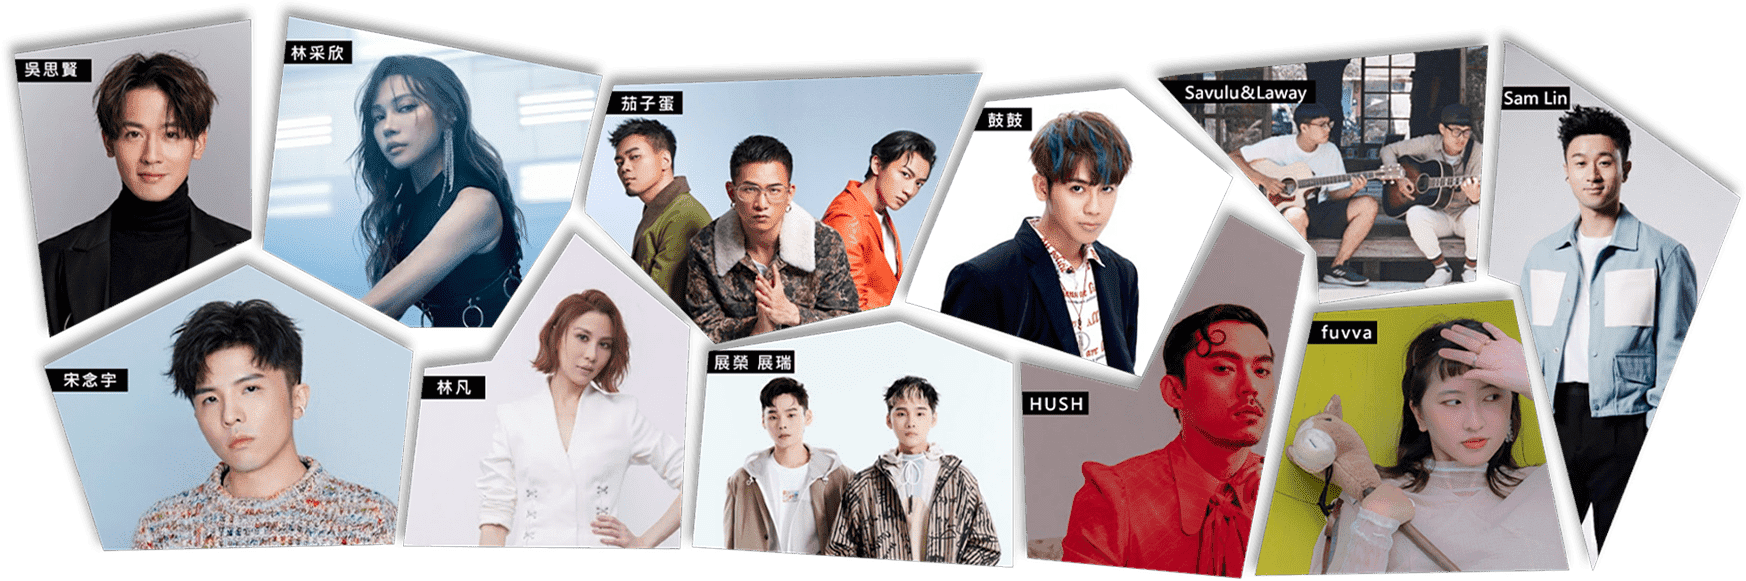 吳思賢
林采欣
茄子蛋
鼓鼓
Savulu&Laway
Sam Lin
宋念宇
林凡
展榮 展瑞
HUSH
fuvva